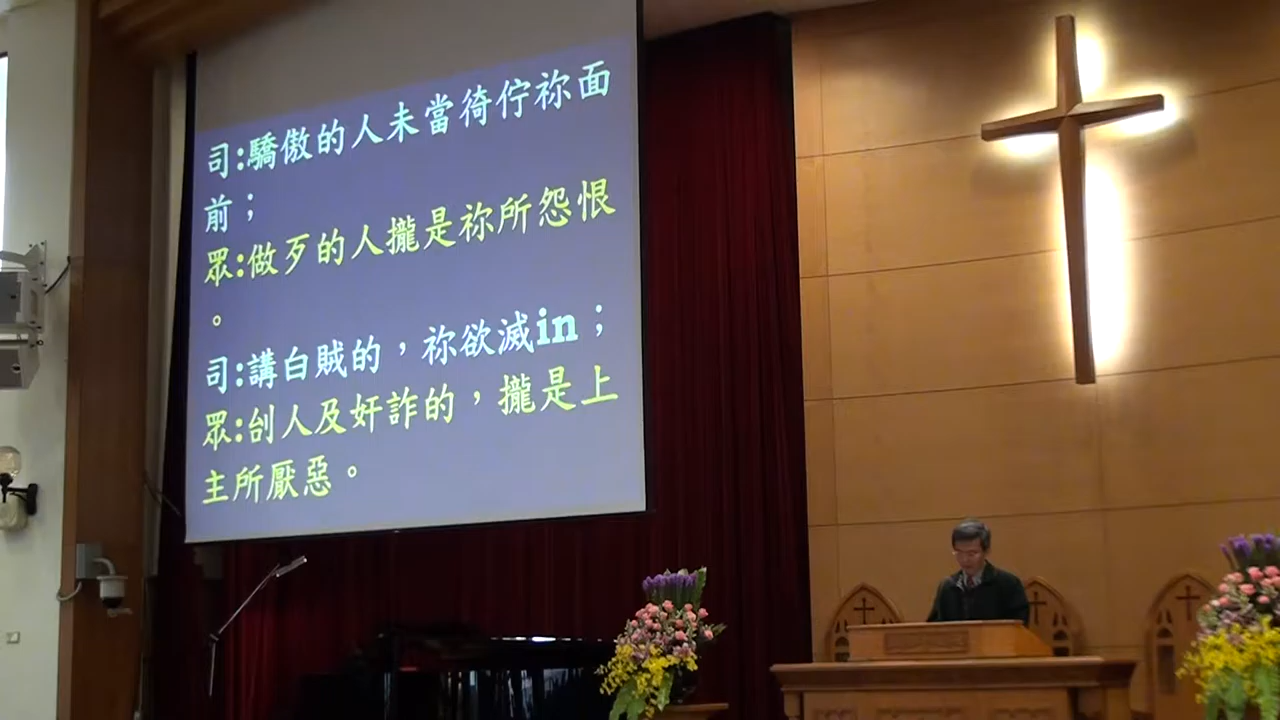 司:驕傲的人未當徛佇祢面
前；
眾:做歹的人攏是祢所怨恨
。
司:講白賊的，祢欲滅in；
眾:刣人及奸詐的，攏是上
主所厭惡。